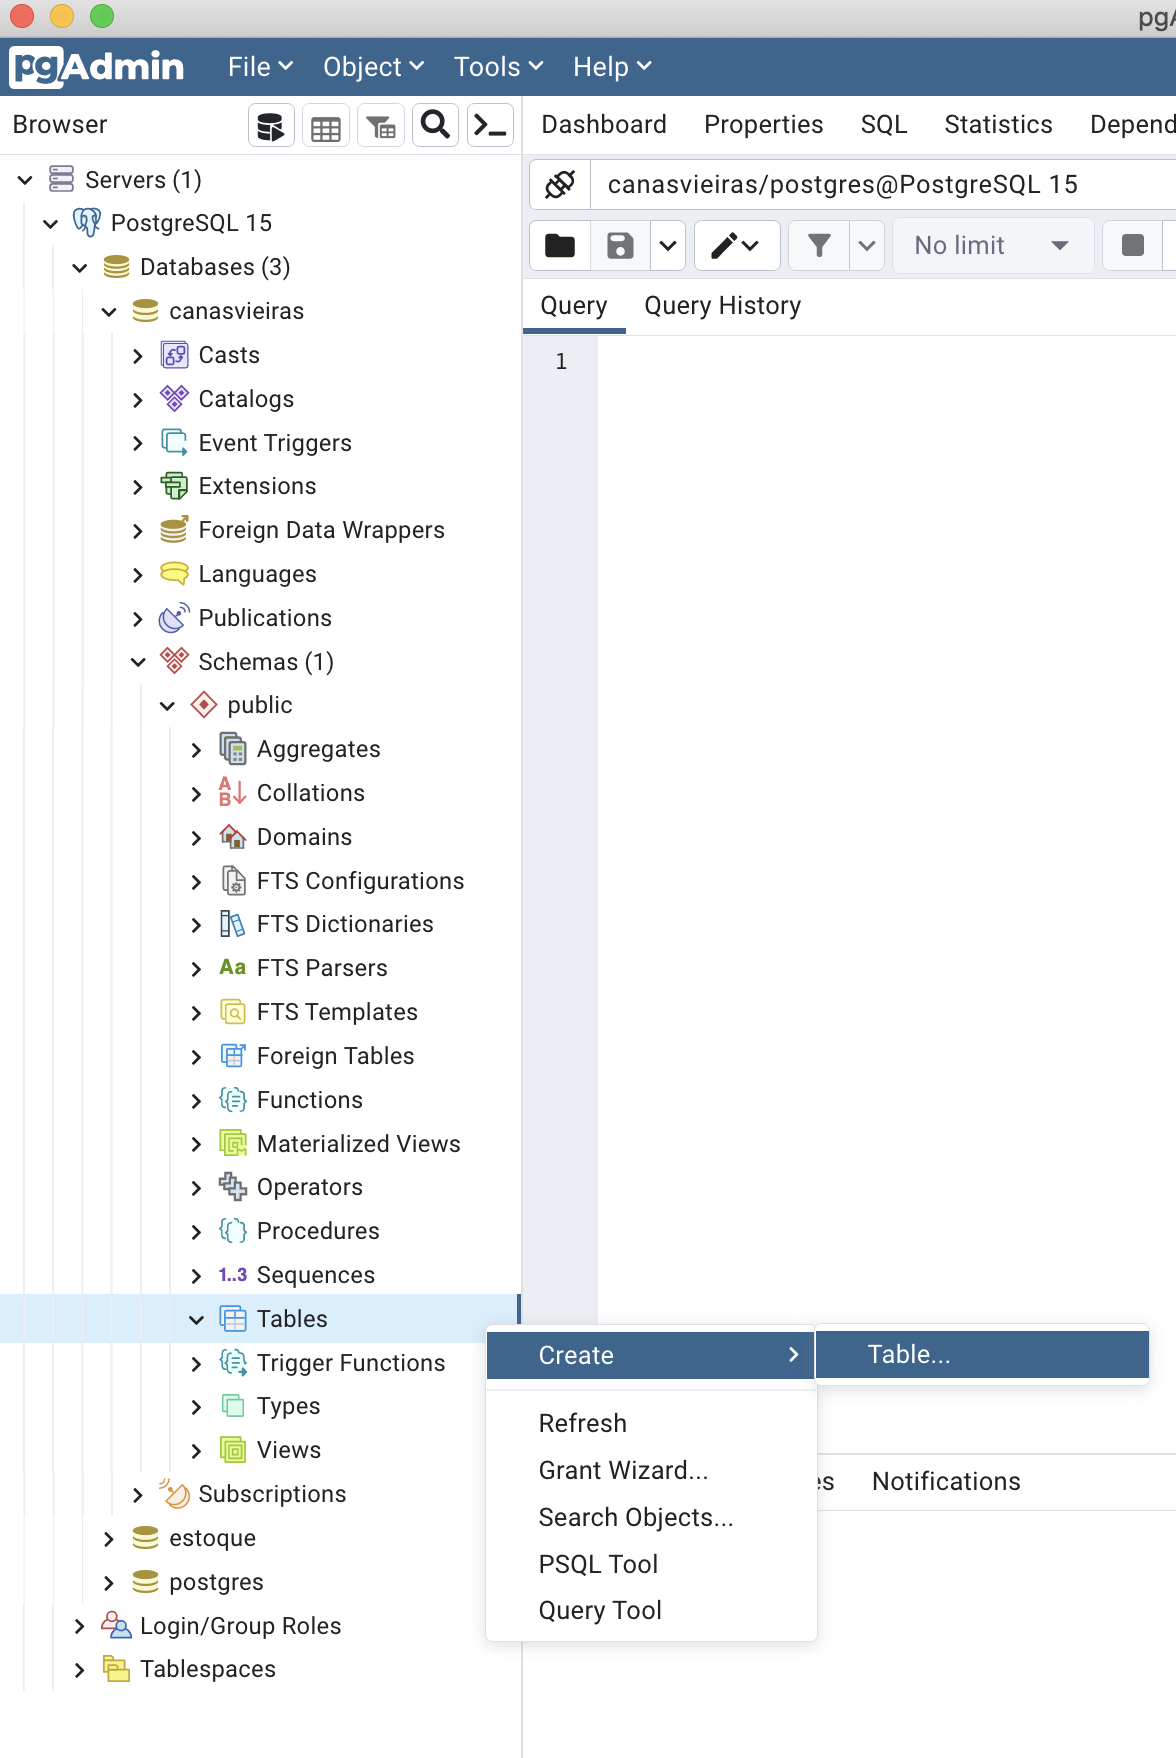 pgAdmin File Object Tools Help
Browser
Dashboard Properties SQL Statistics
canasvieiras/postgres@PostgreSQL 15
No limit
Query Query History
1
Servers (1)
PostgreSQL 15
Databases (3)
canasvieiras
Casts
Catalogs
Event Triggers
Extensions
Foreign Data Wrappers
Languages
Publications
Schemas (1)
public
Aggregates
Collations
Domains
FTS Configurations
FTS Dictionaries
Aa FTS Parsers
FTS Templates
Foreign Tables
Functions
Materialized Views
Operators
Procedures
1..3 Sequences
Tables
Trigger Functions
Types
Views
Subscriptions
estoque
postgres
Login/Group Roles
Tablespaces
Create
Table...
Refresh
Grant Wizard...
Search Objects...
PSQL Tool
Query Tool
Notifications